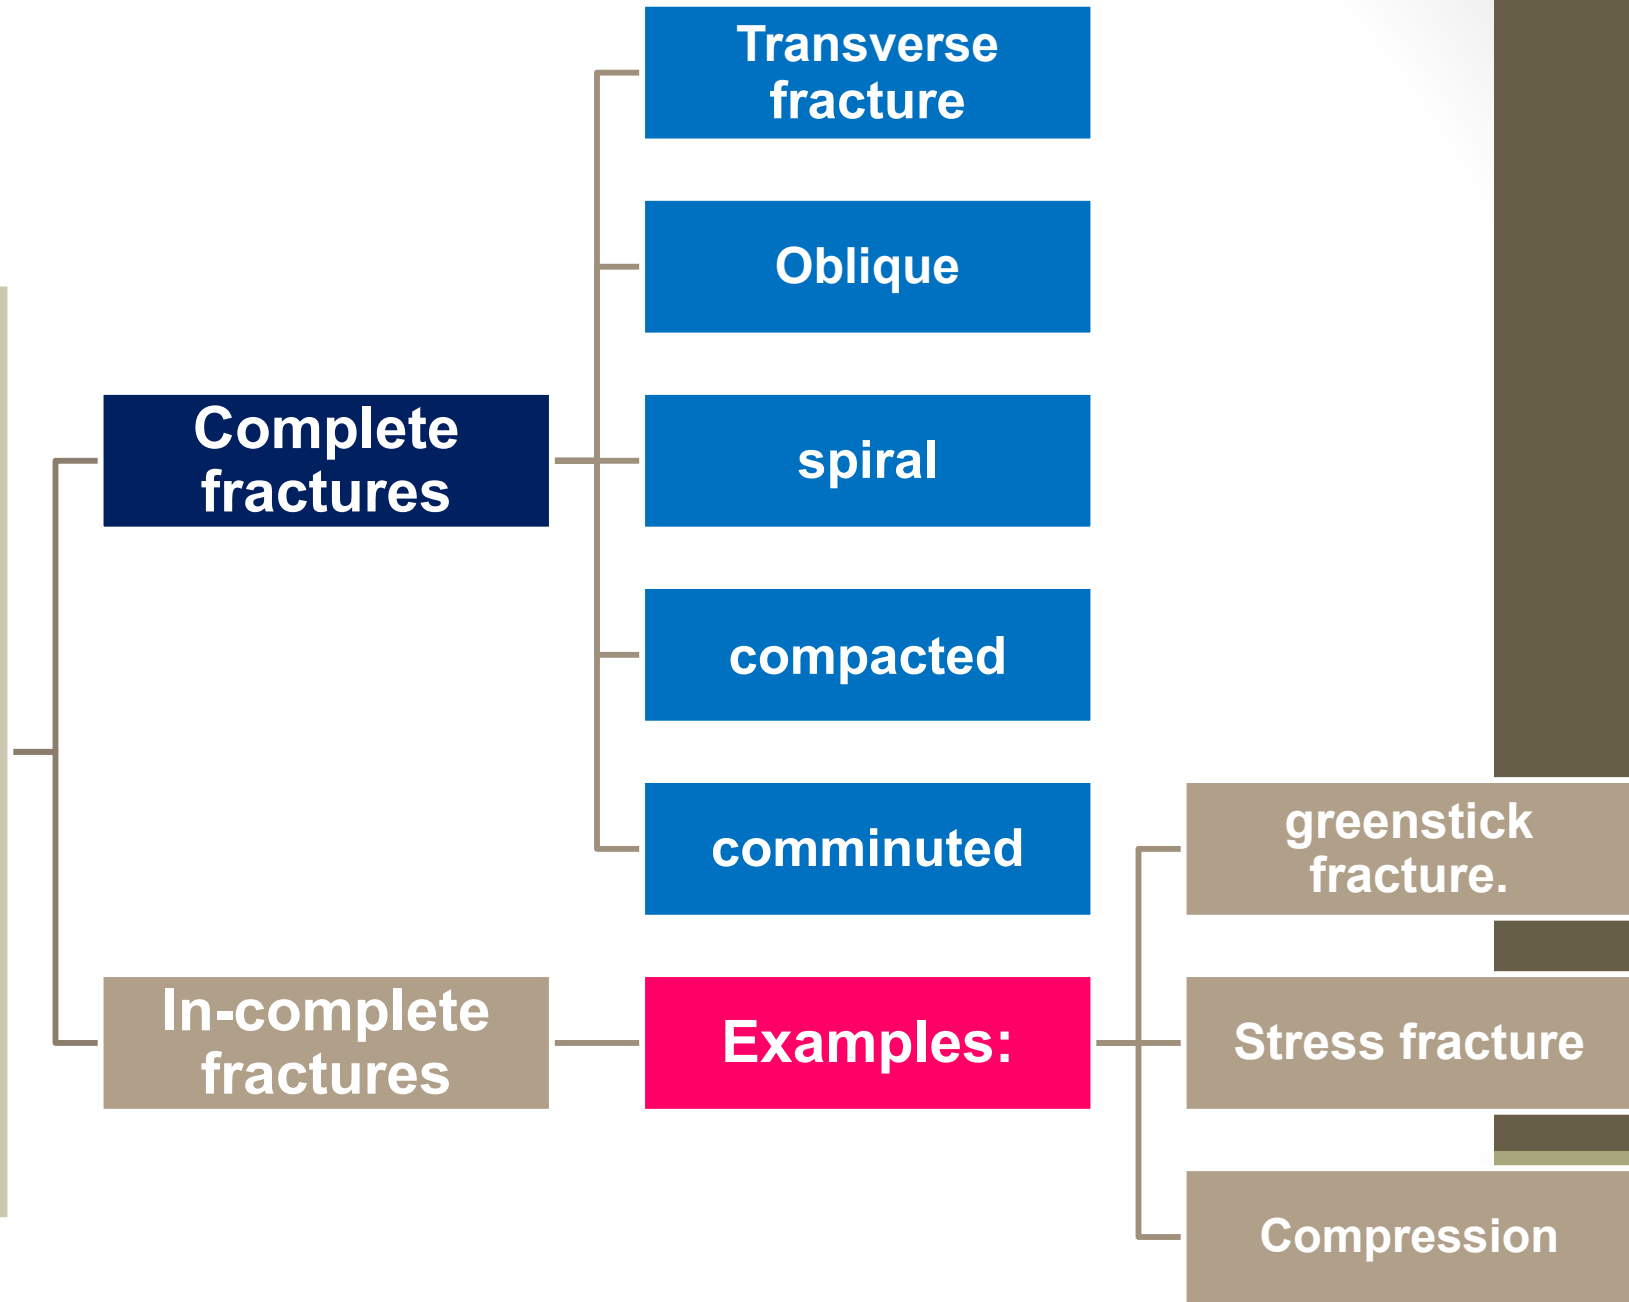 Transverse
fracture
Oblique
spiral
Complete
fractures
compacted
comminuted
greenstick
fracture.
In-complete
fractures
Examples:
Stress fracture
Compression